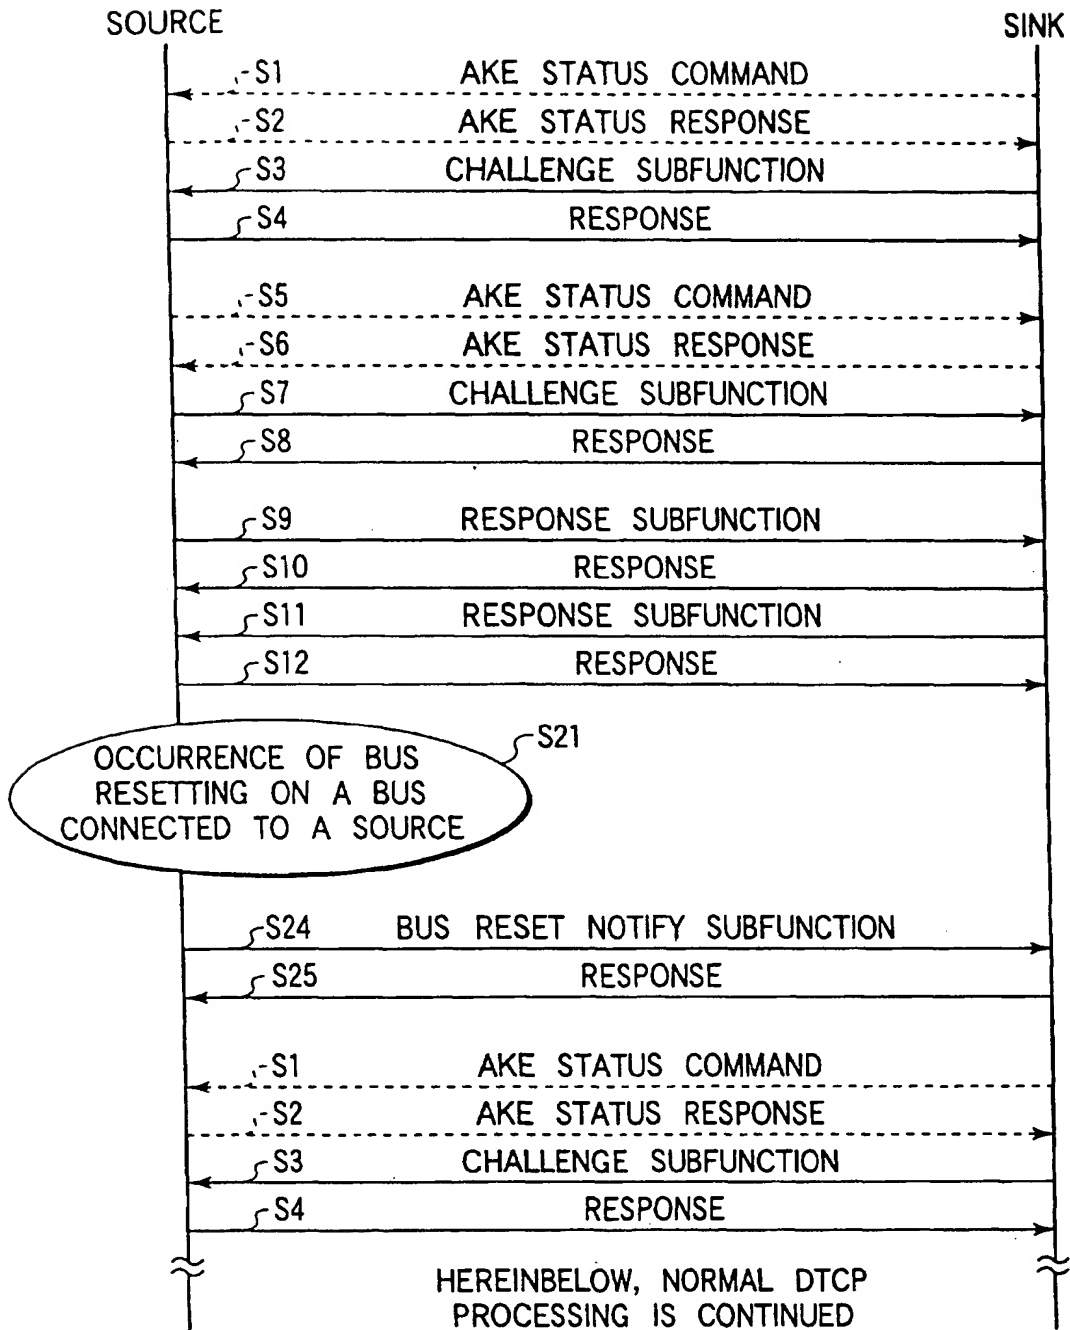 SOURCE SINK
S1 AKE STATUS COMMAND
S2 AKE STATUS RESPONSE
S3 CHALLENGE SUBFUNCTION
S4 RESPONSE
S5 AKE STATUS COMMAND
S6 AKE STATUS RESPONSE
S7 CHALLENGE SUBFUNCTION
S8 RESPONSE
S9 RESPONSE SUBFUNCTION
S10 RESPONSE
S11 RESPONSE SUBFUNCTION
S12 RESPONSE
S21
OCCURRENCE OF BUS
RESETTING ON A BUS
CONNECTED TO A SOURCE
S24 BUS RESET NOTIFY SUBFUNCTION
S25 RESPONSE
S1 AKE STATUS COMMAND
S2 AKE STATUS RESPONSE
S3 CHALLENGE SUBFUNCTION
S4 RESPONSE
HEREINBELOW, NORMAL DTCP
PROCESSING IS CONTINUED